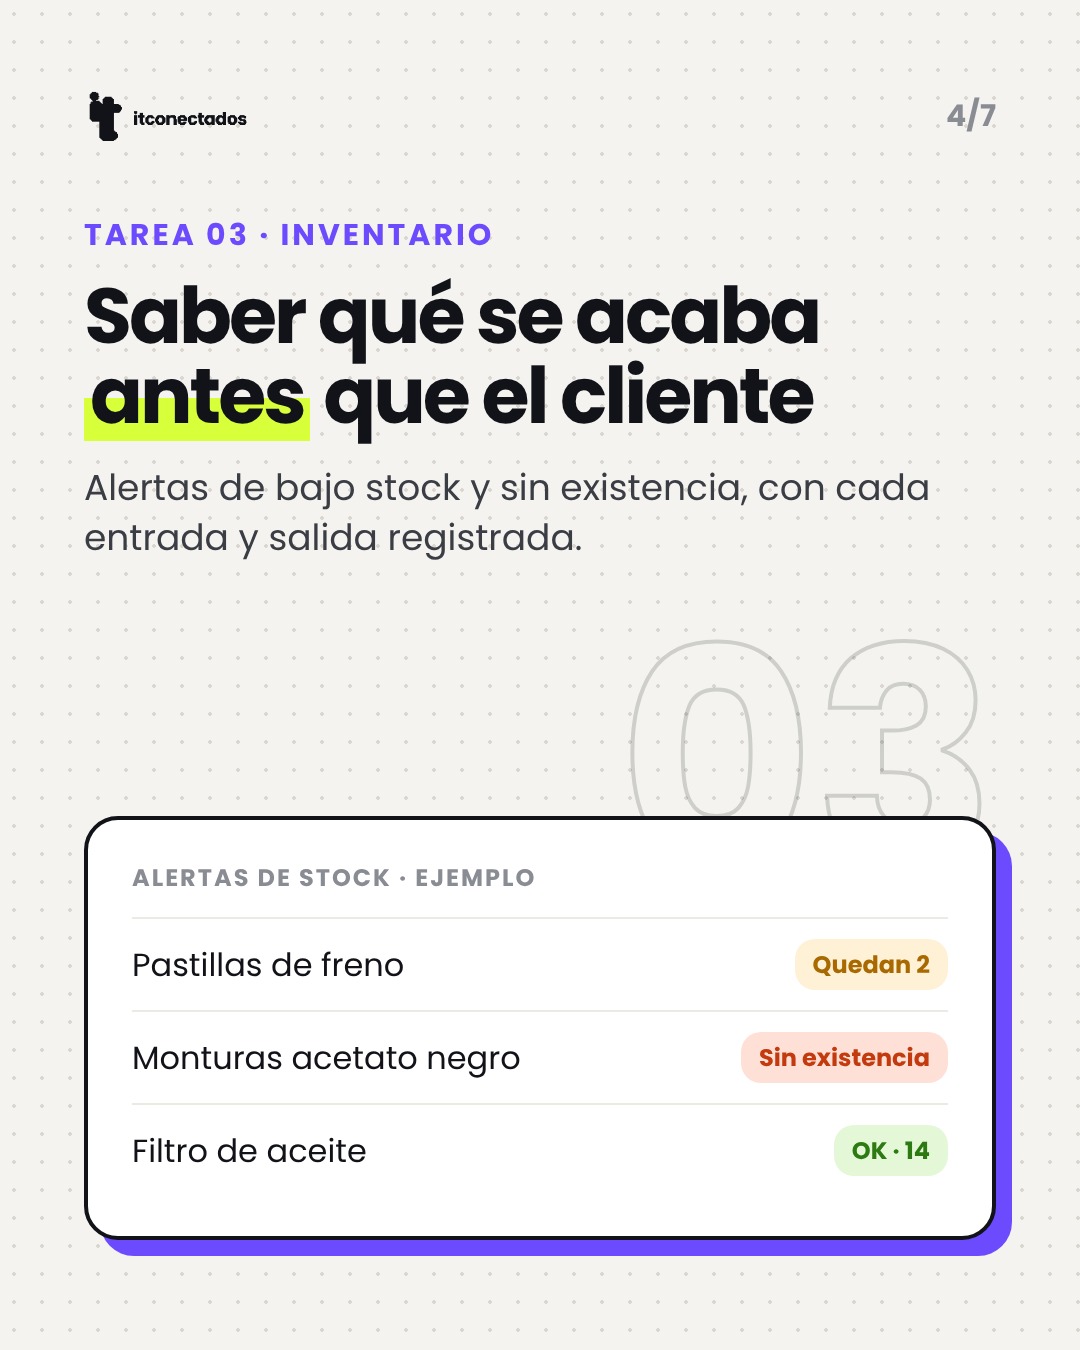 itconectados
4/7
TAREA 03 · INVENTARIO
Saber qué se acaba
antes que el cliente
Alertas de bajo stock y sin existencia, con cada
entrada y salida registrada.
03
ALERTAS DE STOCK · EJEMPLO
Pastillas de freno Quedan 2
Monturas acetato negro Sin existencia
Filtro de aceite OK · 14